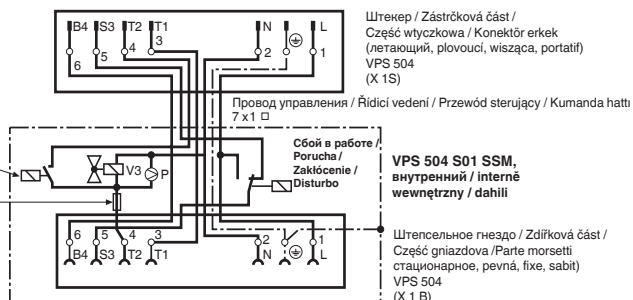 B4 S3 T2 T1 N L
6 5 4 3 2 1
Штекер / Zástrčková část /
Część wtyczkowa / Konektör erkek
(летающий, plovoucí, wisząca, portatif)
VPS 504
(X 1S)
Провод управления / Řídicí vedení / Przewód sterujący / Kumanda hattı
7 x 1
Сбой в работе /
Porucha /
Zakłócenie /
Disturbo
V3 P
VPS 504 S01 SSM,
внутренний / interně
wewnętrzny / dahili
6 5 4 3 2 1
B4 S3 T2 T1 N L
Штепсельное гнездо / Zdířková část /
Część gniazdova /Parte morsetti
стационарное, pevná, fixe, sabit)
VPS 504
(X 1 B)